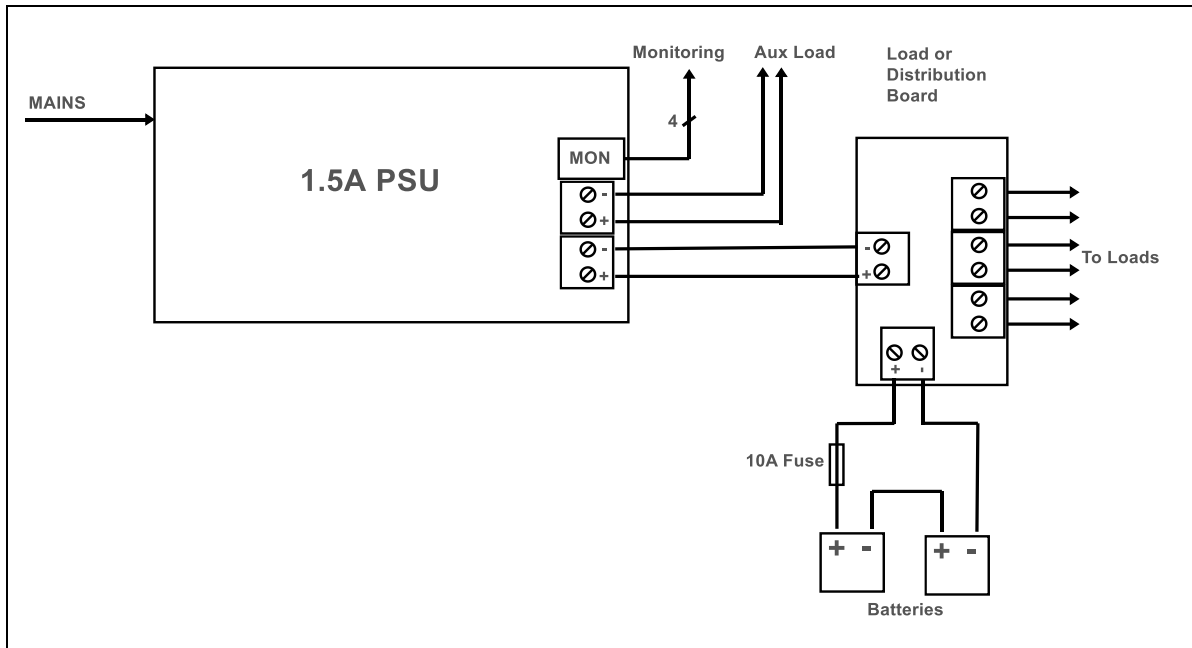 Monitoring
Aux Load
Load or
Distribution
Board
MAINS
4
MON
1.5A PSU
-
+
-
+
-
+
To Loads
+ -
10A Fuse
+ -
+ -
Batteries